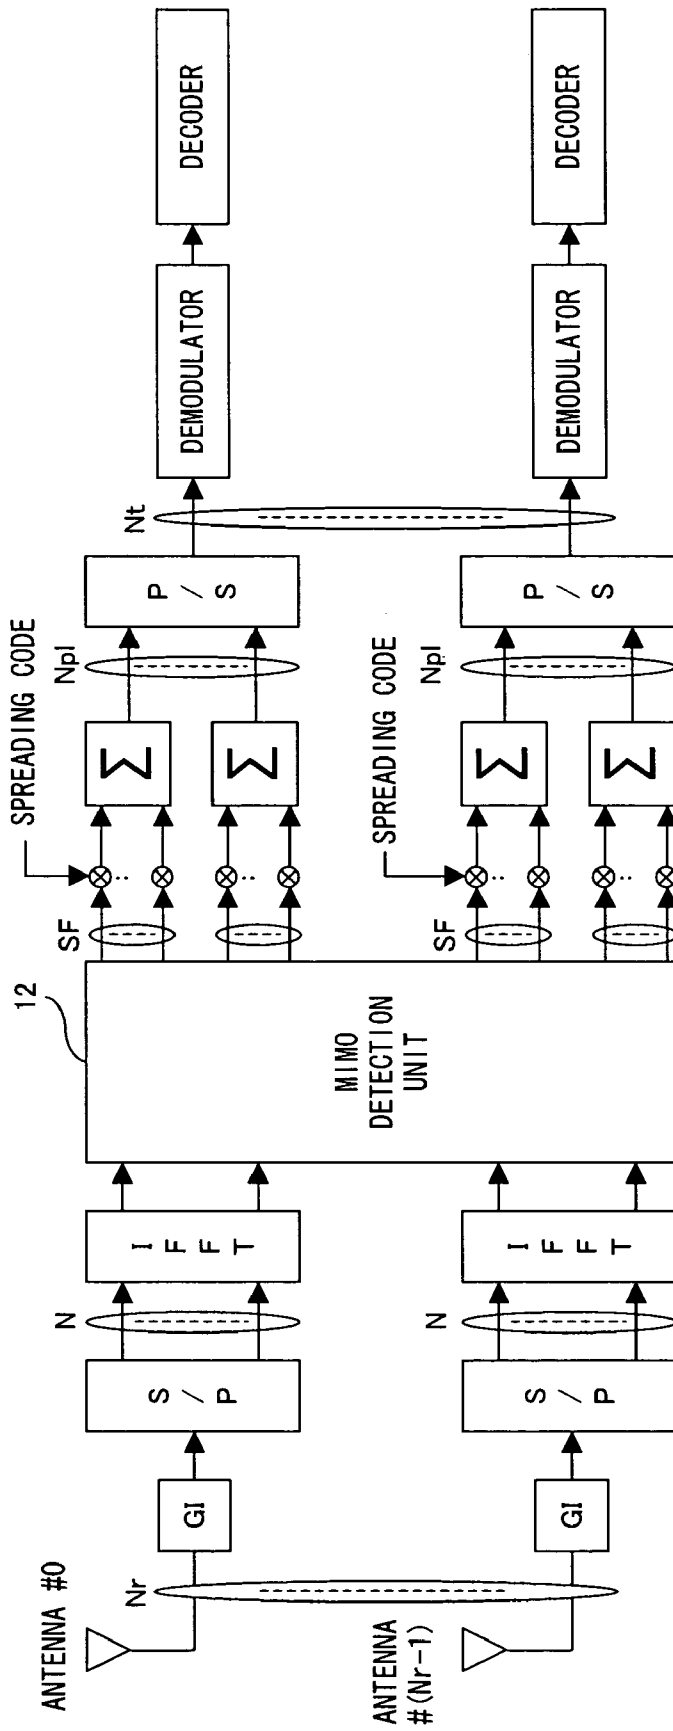 ANTENNA #0
Nr
GI
S/P
N
IFFT
12
MIMO
DETECTION
UNIT
SF
SPREADING CODE
Σ
Σ
Npl
P/S
Nt
DEMODULATOR
DECODER
ANTENNA
#(Nr-1)
GI
S/P
N
IFFT
SF
SPREADING CODE
Σ
Σ
Npl
P/S
DEMODULATOR
DECODER